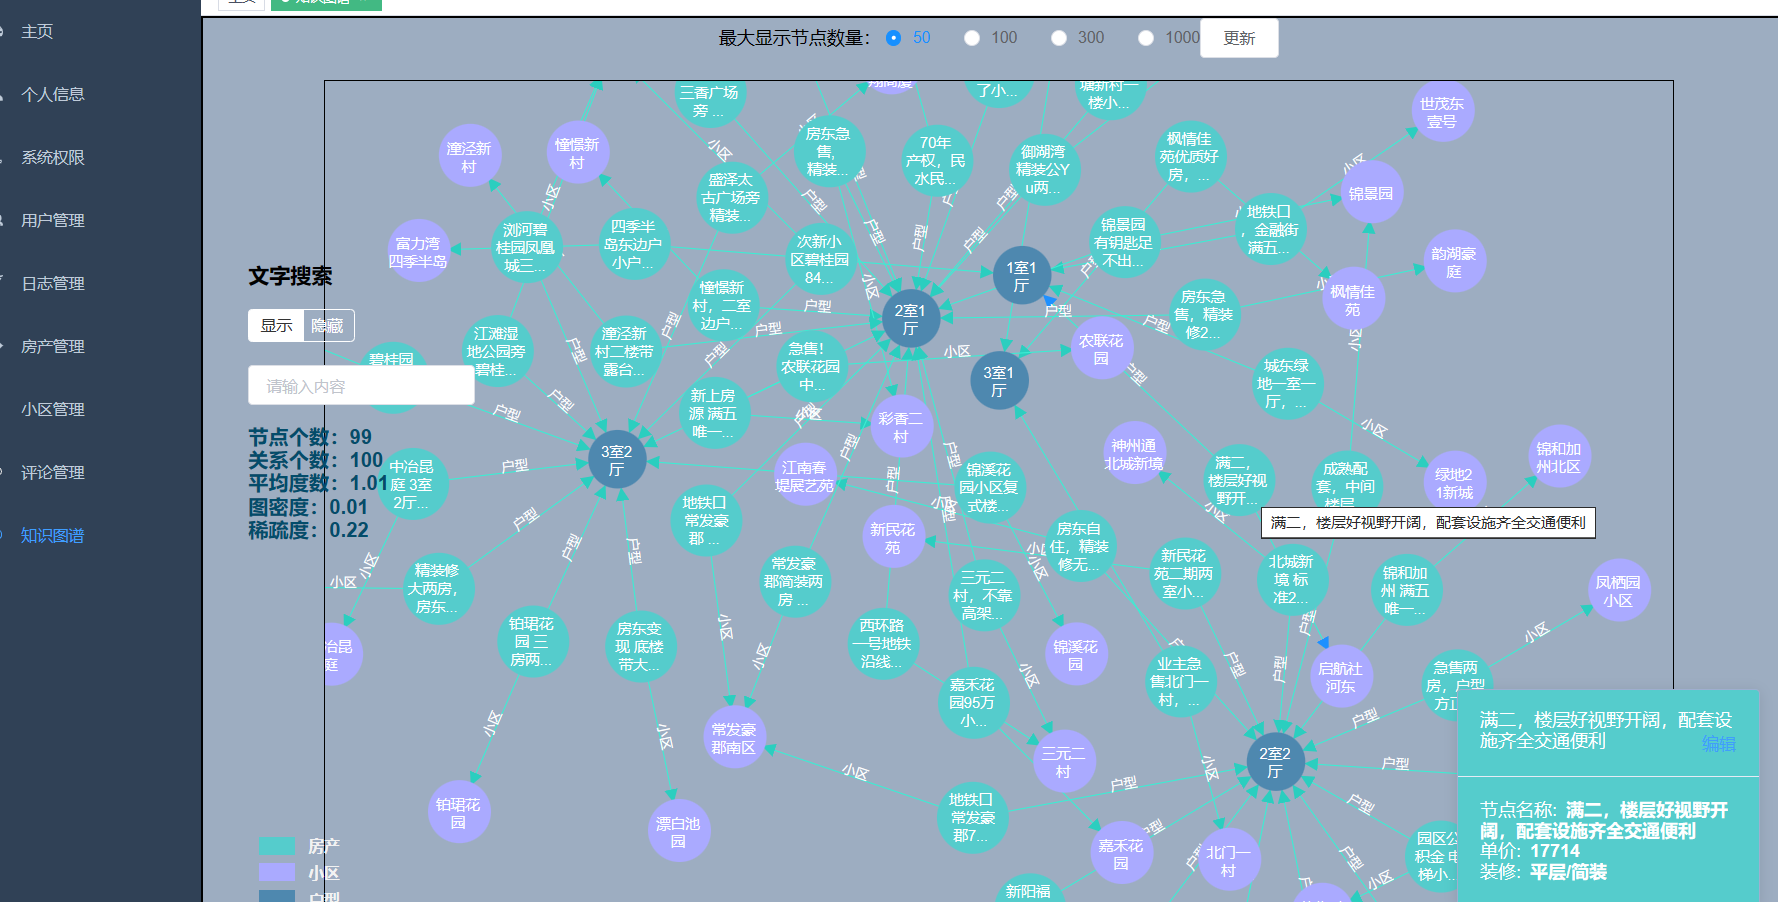 主页
个人信息
系统权限
用户管理
日志管理
房产管理
小区管理
评论管理
知识图谱
最大显示节点数量：
50
100
300
1000
更新
文字搜索
显示
隐藏
请输入内容
节点个数：99
关系个数：100
平均度数：1.01
图密度：0.01
稀疏度：0.22
房产
小区
户型
三香广场
旁 ...
了小...
塘新村一
楼小...
世茂东
壹号
潼泾新
村
憧憬新
村
房东急
售，
精装...
70年
产权，民
水民...
御湖湾
精装公Y
u两...
枫情佳
苑优质好
房，...
锦景园
盛泽太
古广场旁
精装...
富力湾
四季半岛
浏河碧
桂园凤凰
城三...
四季半
岛东边户
小户...
次新小
区碧桂园
84...
锦景园
有钥匙足
不出...
地铁口
，金融街
满五...
韵湖豪
庭
1室1
厅
憧憬新
村，二室
边户...
2室1
厅
房东急
售，精装
修2...
枫情佳
苑
江滩湿
地公园旁
碧桂...
潼泾新
村二楼带
露台...
急售！
农联花园
中...
农联花
园
碧桂园
3室1
厅
城东绿
地一室一
厅，...
新上房
源 满五
唯一...
彩香二
村
神州通
北城新境
锦和加
州北区
3室2
厅
中冶昆
庭 3室
2厅...
江南春
堤展艺苑
锦溪花
园小区复
式楼...
满二，
楼层好视
野开...
成熟配
套，中间
楼层
绿地2
1新城
地铁口
常发豪
郡 ...
新民花
苑
房东自
住，精装
修无...
满二，楼层好视野开阔，配套设施齐全交通便利
精装修
大两房，
房东...
常发豪
郡简装两
房 ...
三元二
村，不靠
高架...
新民花
苑二期两
室小...
北城新
境 标
准2...
锦和加
州 满五
唯一...
凤栖园
小区
冶昆
庭
铂珺花
园 三
房两...
房东变
现 底楼
带大...
西环路
一号地铁
沿线...
锦溪花
园
业主急
售北门一
村，...
启航社
河东
急售两
房，户型
方正
嘉禾花
园95万
小...
常发豪
郡南区
三元二
村
2室2
厅
铂珺花
园
漂白池
园
地铁口
常发豪
郡7...
嘉禾花
园
北门一
村
园区公
积金 电
梯小...
新阳福
满二，楼层好视野开阔，配套设
施齐全交通便利
编辑
节点名称: 满二，楼层好视野开
阔，配套设施齐全交通便利
单价: 17714
装修: 平层/简装